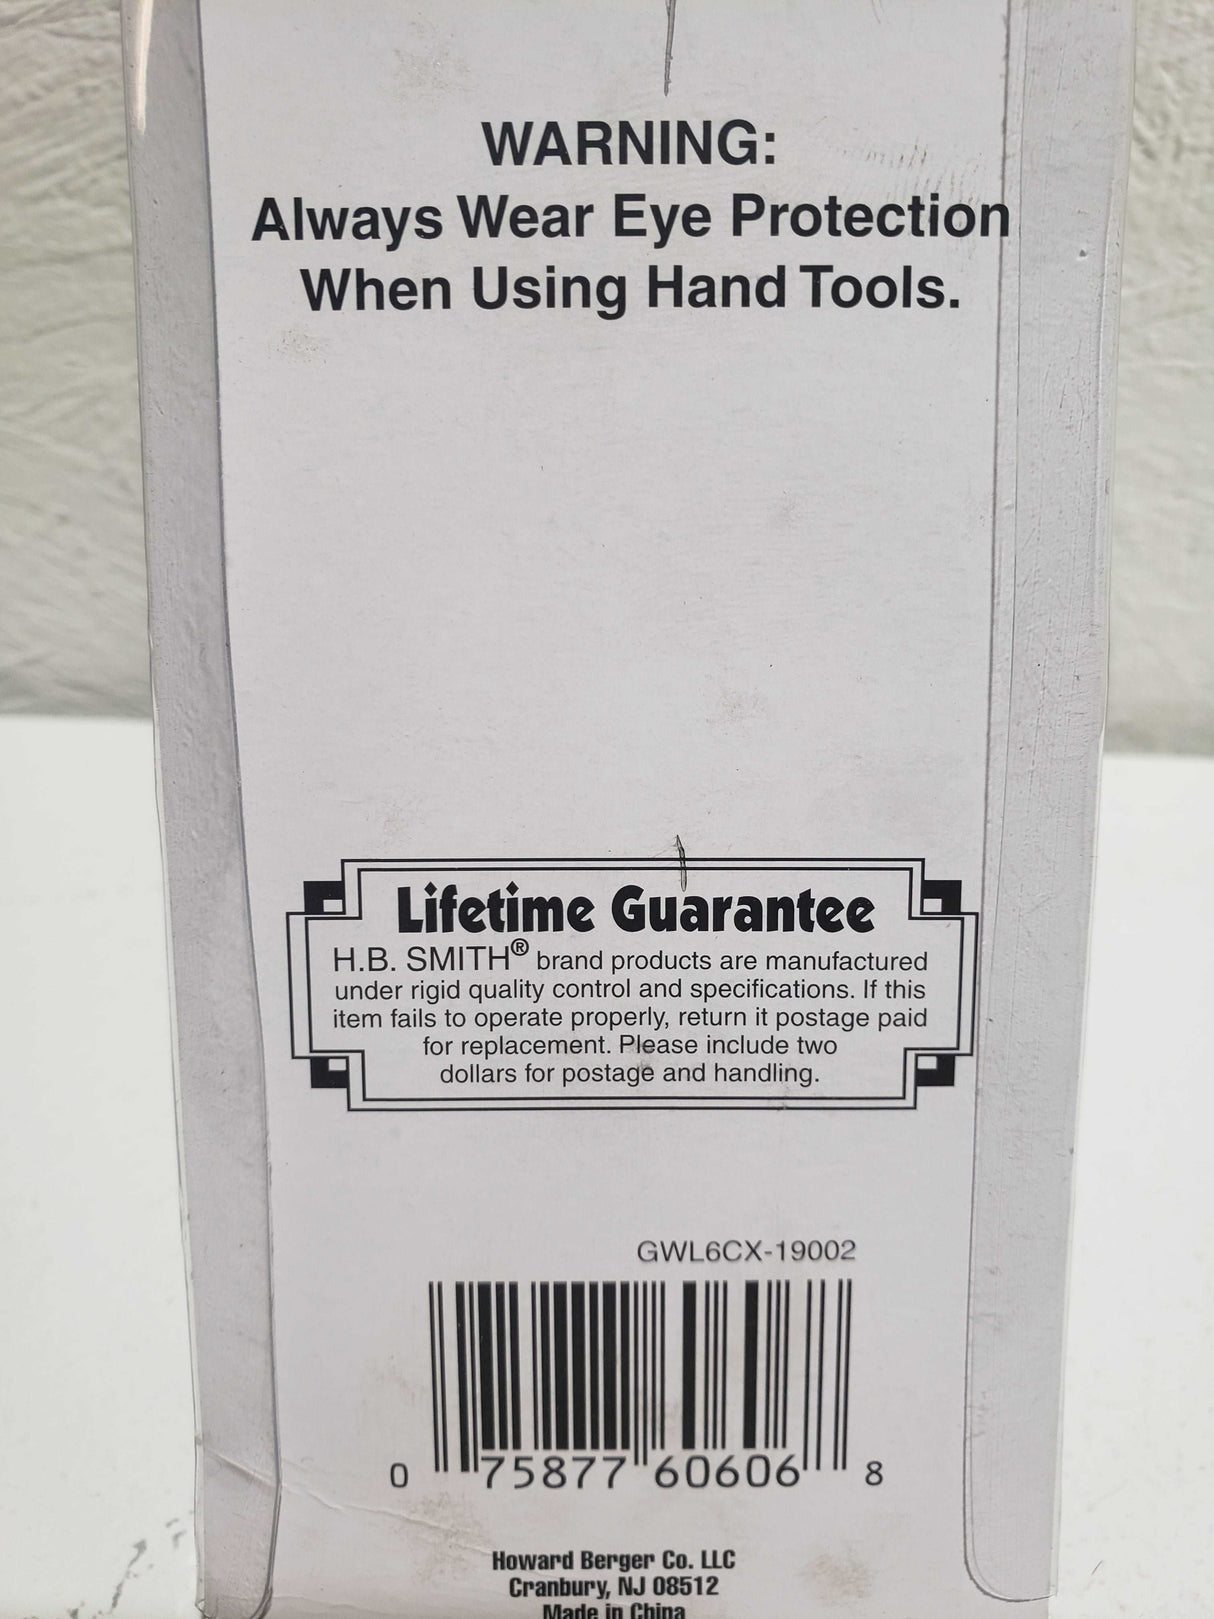 WARNING:
Always Wear Eye Protection
When Using Hand Tools.
Lifetime Guarantee
H.B. SMITH® brand products are manufactured
under rigid quality control and specifications. If this
item fails to operate properly, return it postage paid
for replacement. Please include two
dollars for postage and handling.
GWL6CX-19002
0 75877 60606 8
Howard Berger Co. LLC
Cranbury, NJ 08512
Made in China